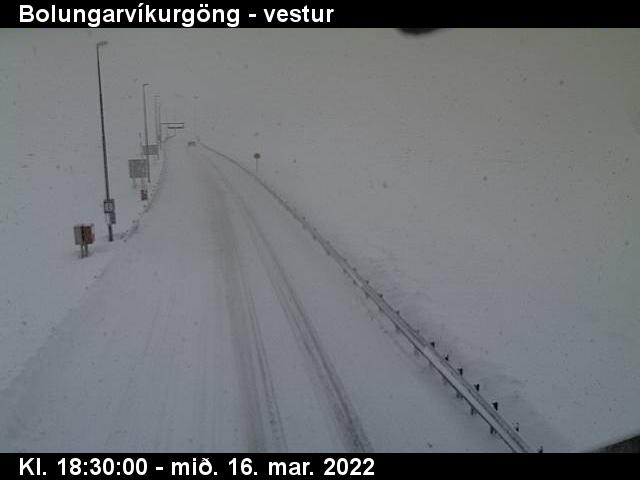 Bolungarvíkurgöng - vestur
Kl. 18:30:00 - mið. 16. mar. 2022